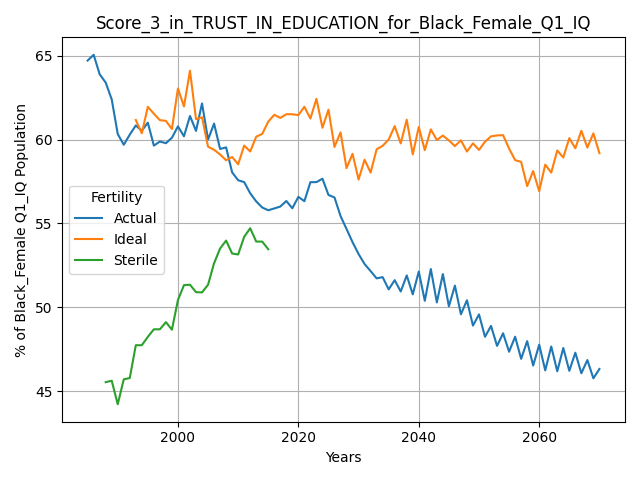 Score_3_in_TRUST_IN_EDUCATION_for_Black_Female_Q1_IQ
% of Black_Female Q1_IQ Population
65
60
55
50
45
Fertility
Actual
Ideal
Sterile
2000
2020
2040
2060
Years